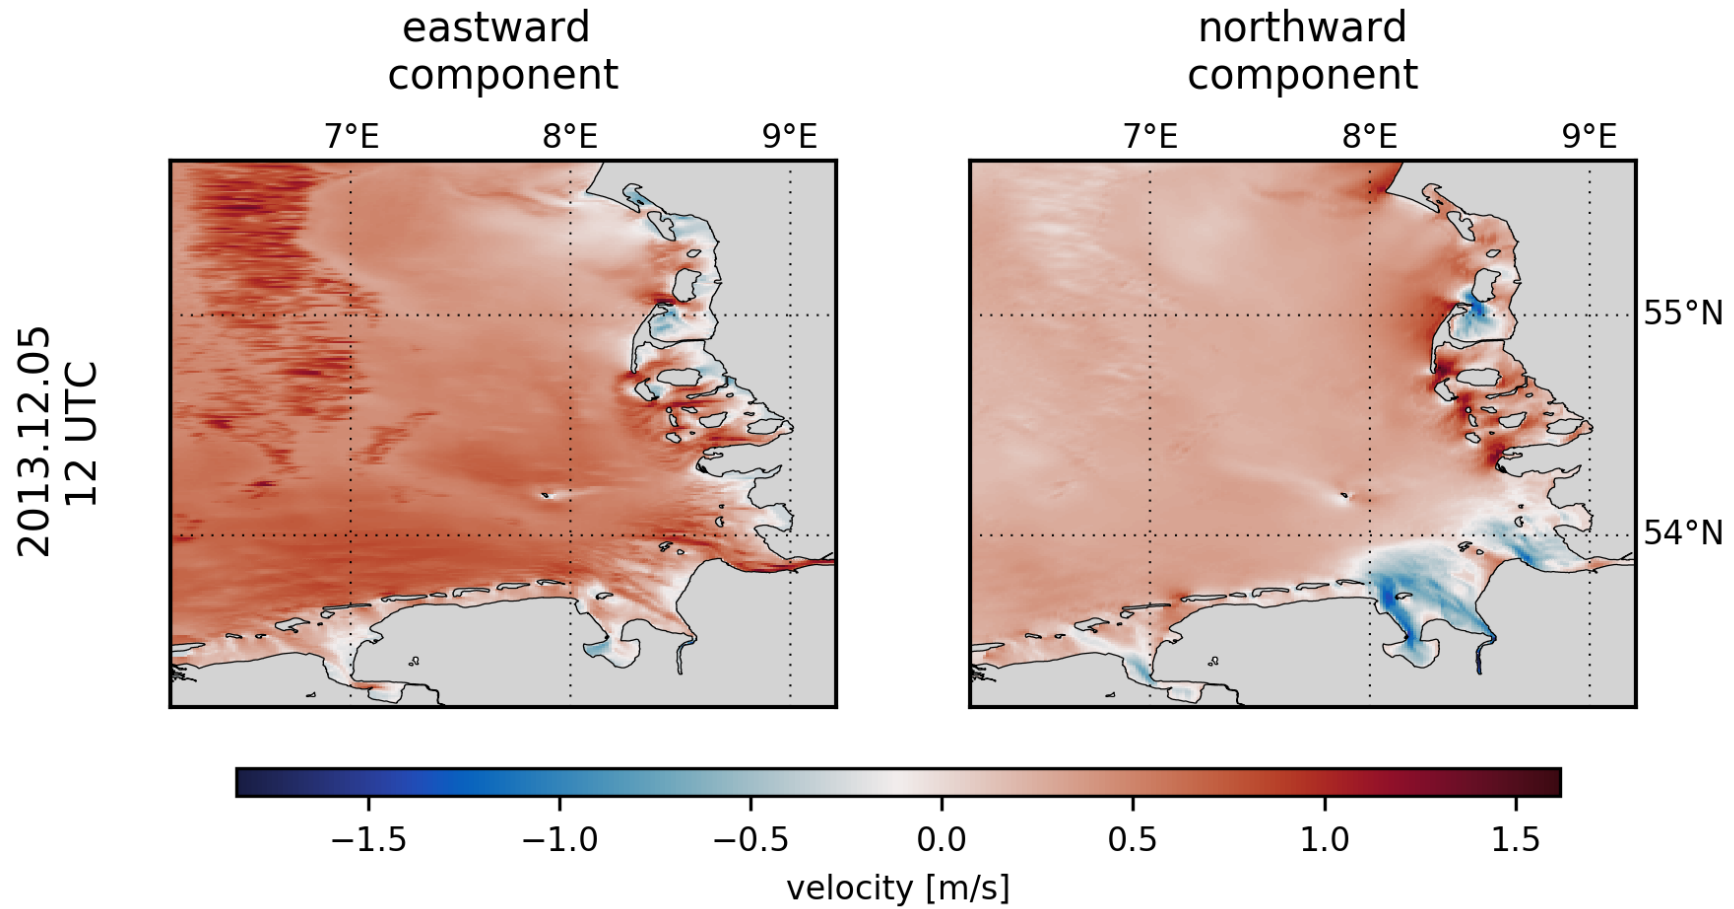 eastward
component
northward
component
7°E 8°E 9°E
7°E 8°E 9°E
55°N
54°N
2013.12.05
12 UTC
−1.5 −1.0 −0.5 0.0 0.5 1.0 1.5
velocity [m/s]